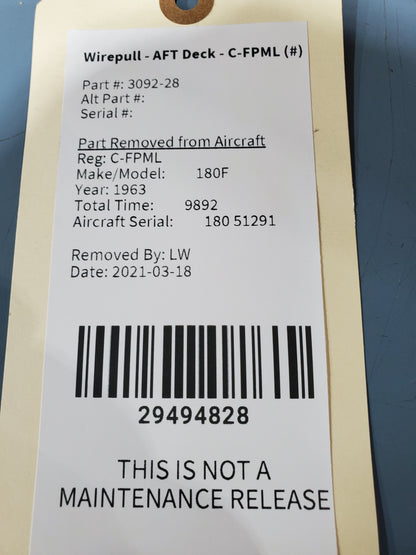 Wirepull - AFT Deck - C-FPML (#)
Part #: 3092-28
Alt Part #:
Serial #:
Part Removed from Aircraft
Reg: C-FPML
Make/Model: 180F
Year: 1963
Total Time: 9892
Aircraft Serial: 180 51291
Removed By: LW
Date: 2021-03-18
29494828
THIS IS NOT A
MAINTENANCE RELEASE